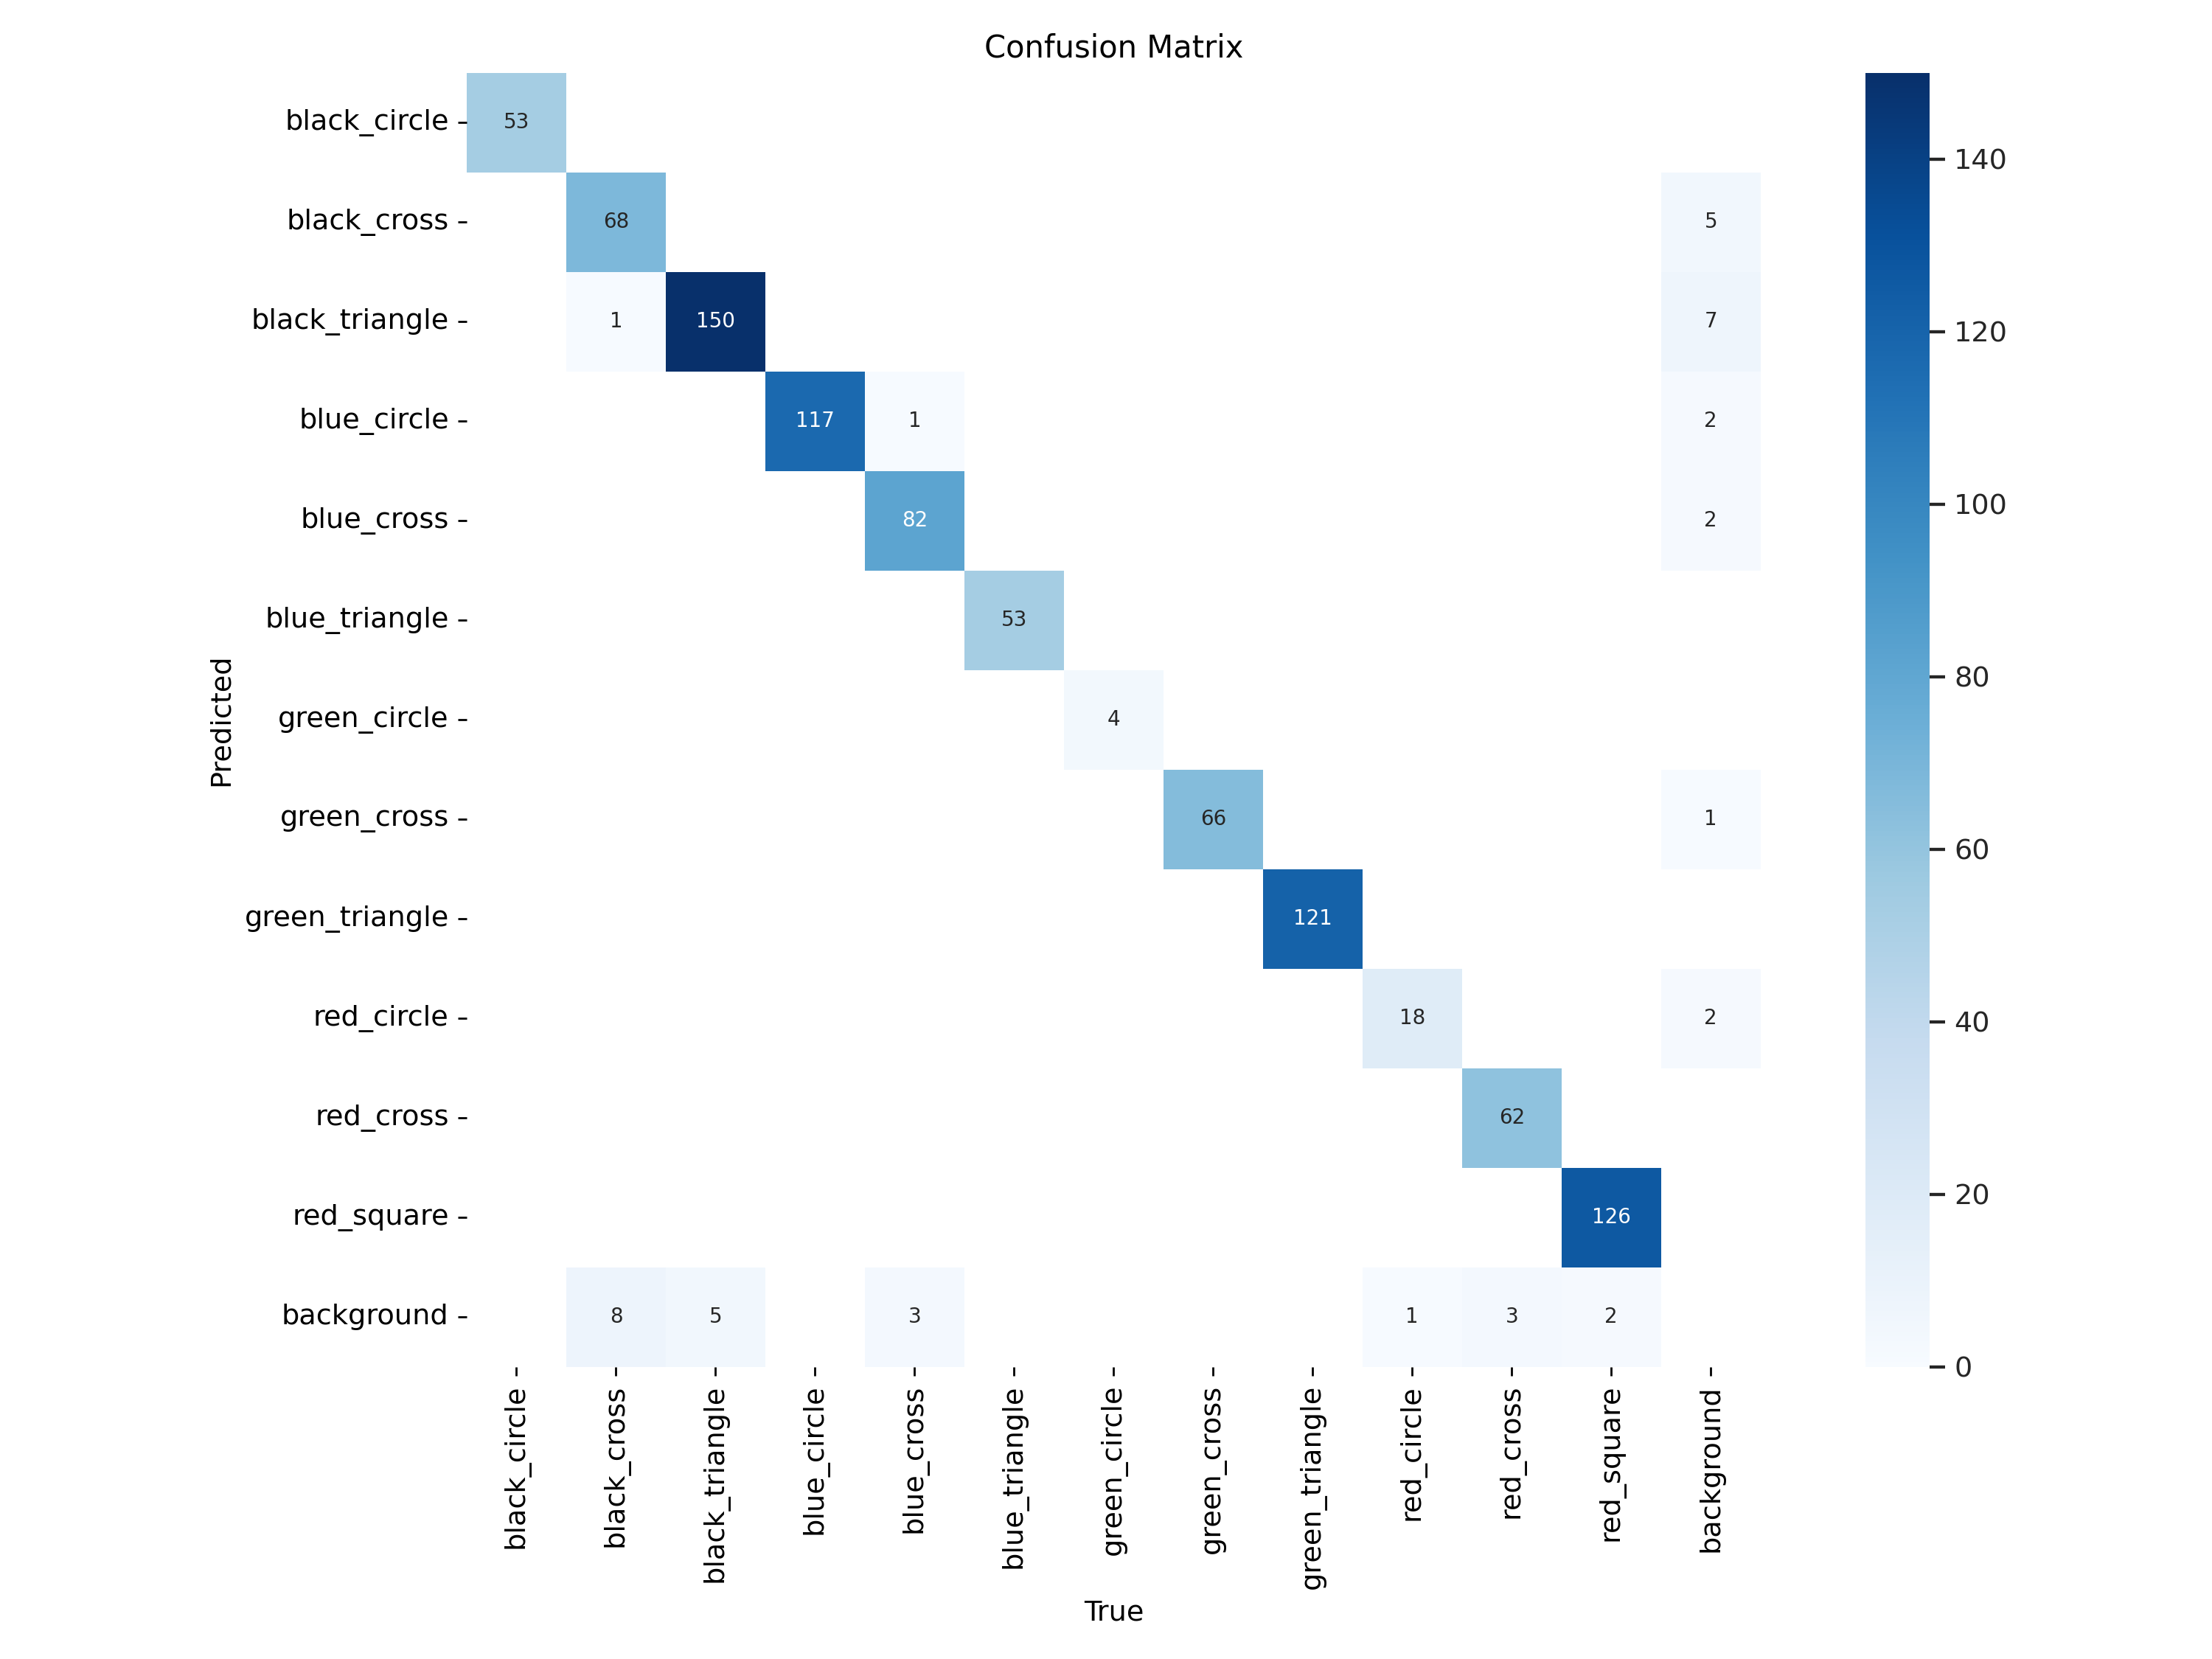 Confusion Matrix
black_circle
53
black_cross
68
5
black_triangle
1
150
7
blue_circle
117
1
2
blue_cross
82
2
blue_triangle
53
green_circle
4
green_cross
66
1
green_triangle
121
red_circle
18
2
red_cross
62
red_square
126
background
8
5
3
1
3
2
Predicted
black_circle
black_cross
black_triangle
blue_circle
blue_cross
blue_triangle
green_circle
green_cross
green_triangle
red_circle
red_cross
red_square
background
True
140
120
100
80
60
40
20
0